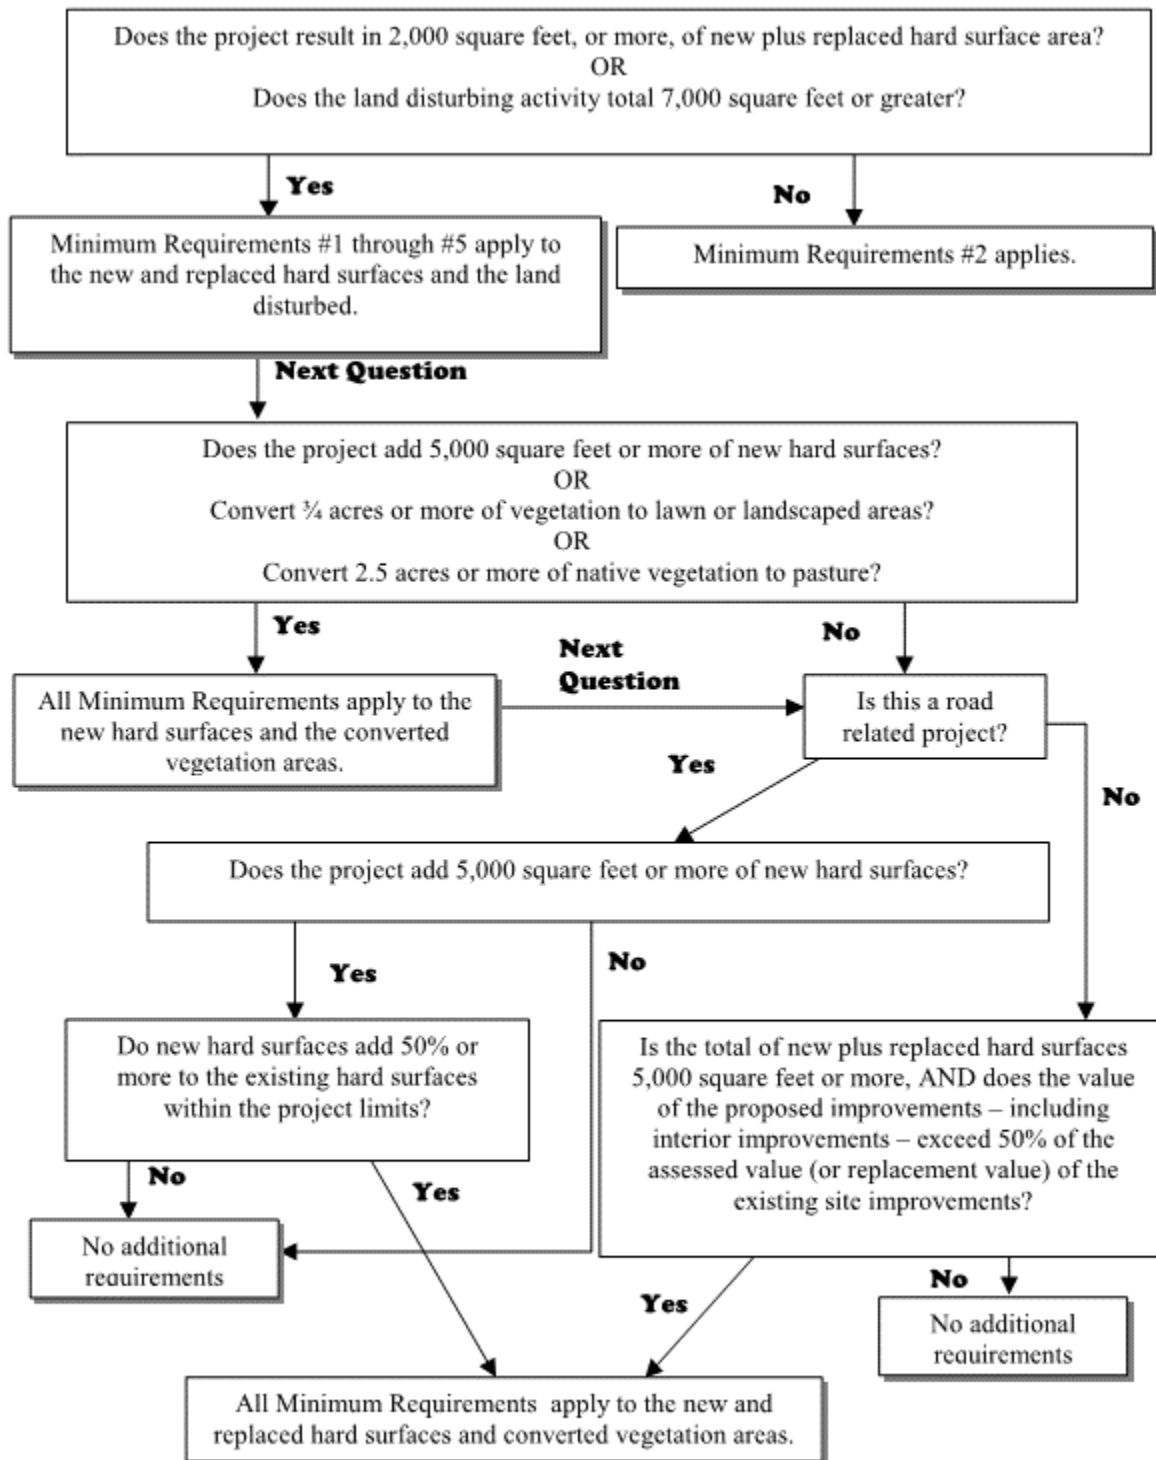 Does the project result in 2,000 square feet, or more, of new plus replaced hard surface area?
OR
Does the land disturbing activity total 7,000 square feet or greater?
Yes
No
Minimum Requirements #1 through #5 apply to
the new and replaced hard surfaces and the land
disturbed.
Minimum Requirements #2 applies.
Next Question
Does the project add 5,000 square feet or more of new hard surfaces?
OR
Convert ¾ acres or more of vegetation to lawn or landscaped areas?
OR
Convert 2.5 acres or more of native vegetation to pasture?
Yes
No
Next
Question
All Minimum Requirements apply to the
new hard surfaces and the converted
vegetation areas.
Is this a road
related project?
Yes
No
Does the project add 5,000 square feet or more of new hard surfaces?
Yes
No
Do new hard surfaces add 50% or
more to the existing hard surfaces
within the project limits?
Is the total of new plus replaced hard surfaces
5,000 square feet or more, AND does the value
of the proposed improvements – including
interior improvements – exceed 50% of the
assessed value (or replacement value) of the
existing site improvements?
No
Yes
No additional
requirements
Yes
No
No additional
requirements
All Minimum Requirements apply to the new and
replaced hard surfaces and converted vegetation areas.